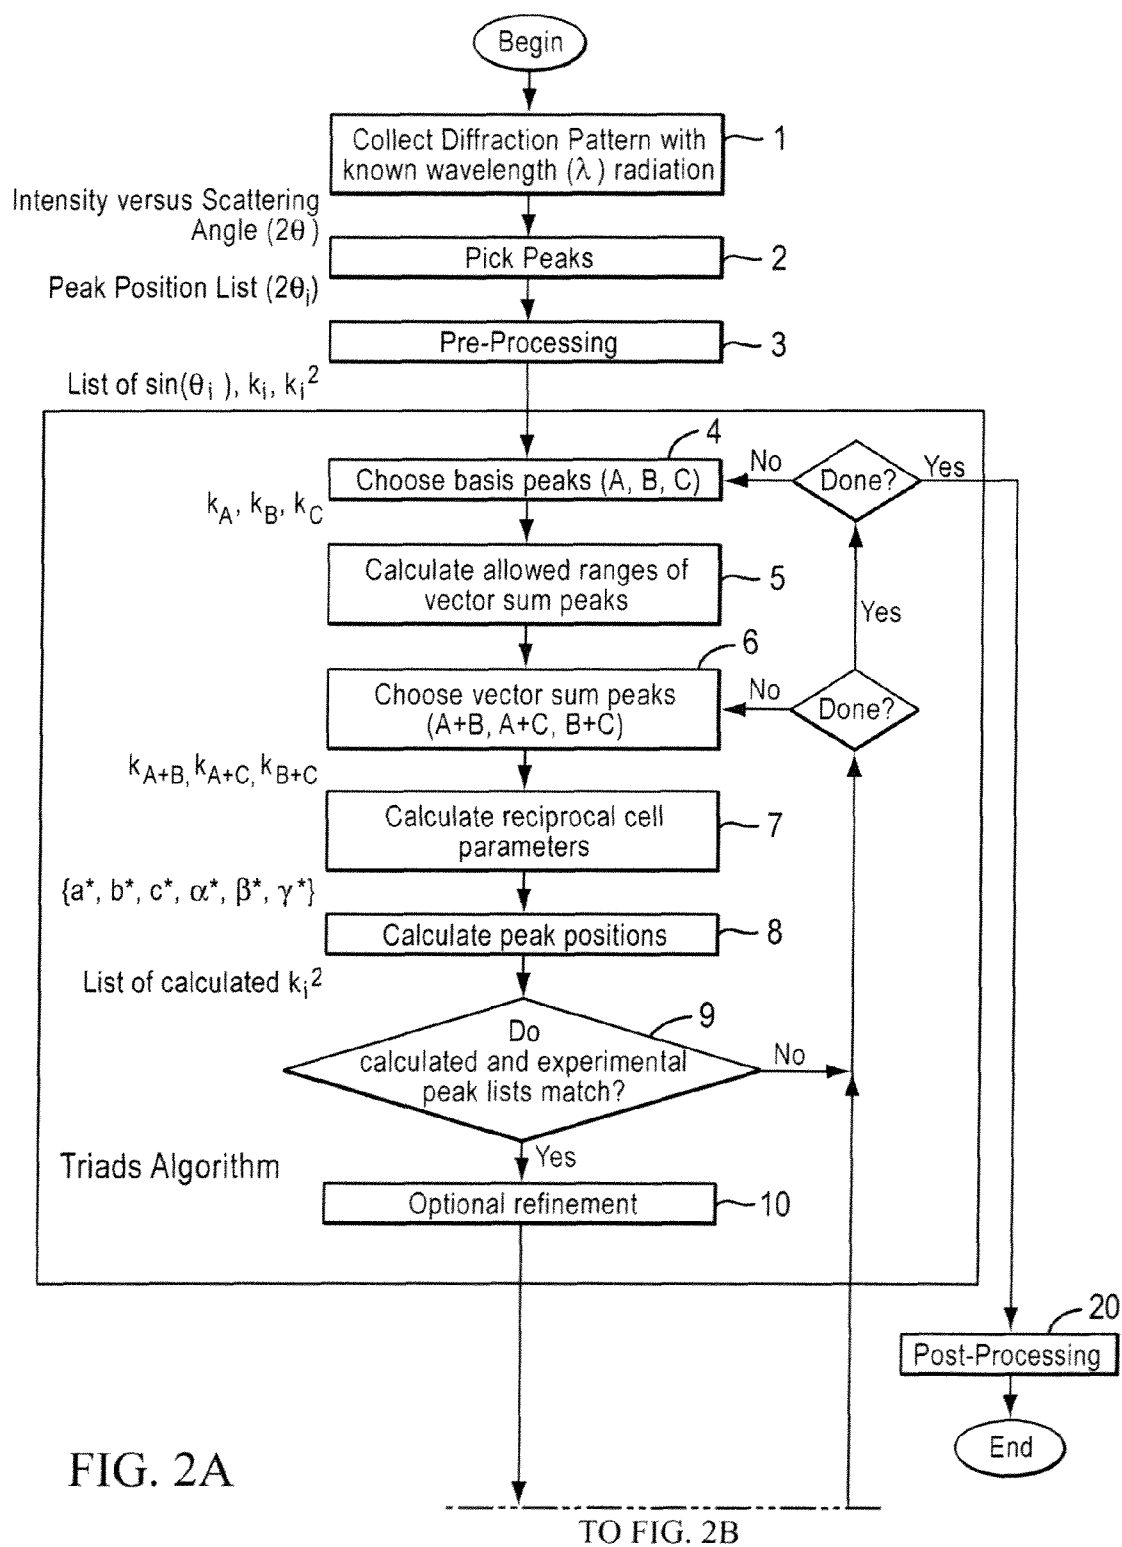 Begin
Collect Diffraction Pattern with
known wavelength (λ) radiation
1
Intensity versus Scattering
Angle (2θ)
Pick Peaks
2
Peak Position List (2θi)
Pre-Processing
3
List of sin(θi), ki, ki²
4
Choose basis peaks (A, B, C)
No
Done?
Yes
kA, kB, kC
Calculate allowed ranges of
vector sum peaks
5
Yes
6
Choose vector sum peaks
(A+B, A+C, B+C)
No
Done?
kA+B, kA+C, kB+C
Calculate reciprocal cell
parameters
7
{a*, b*, c*, α*, β*, γ*}
Calculate peak positions
8
List of calculated ki²
9
Do
calculated and experimental
peak lists match?
No
Yes
Triads Algorithm
Optional refinement
10
20
Post-Processing
End
FIG. 2A
TO FIG. 2B